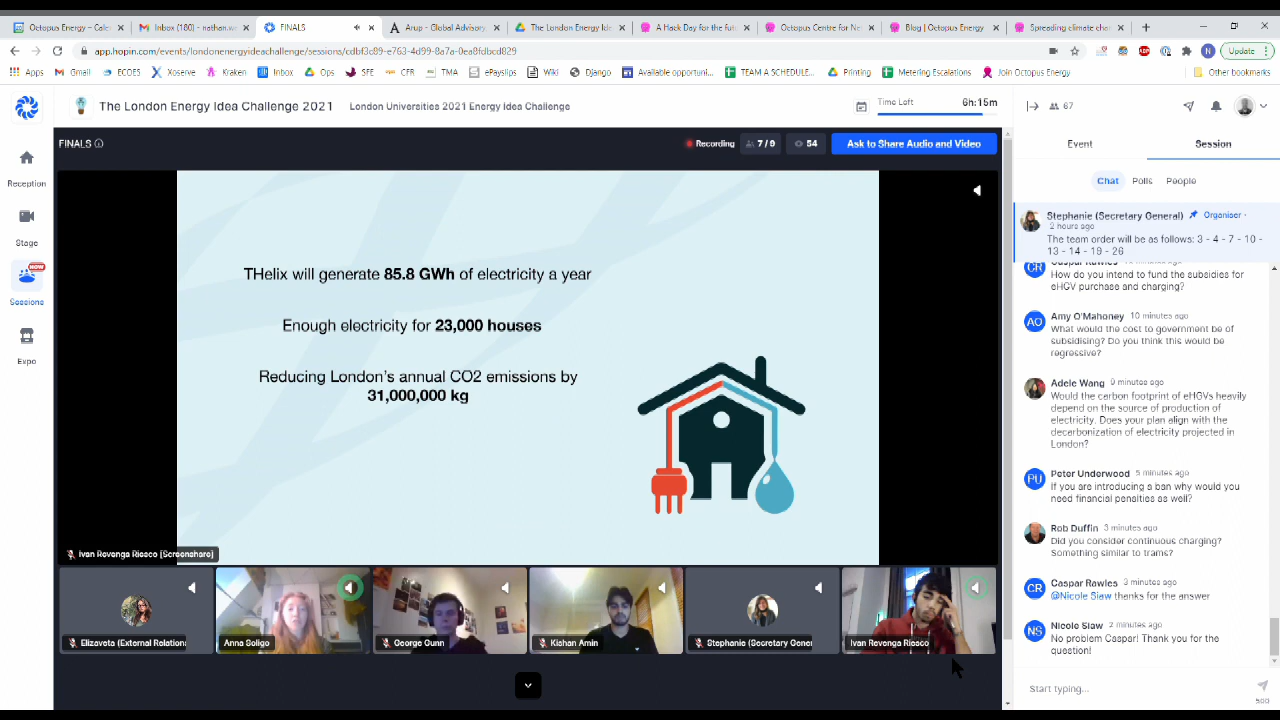 Octopus Energy – Cale
Inbox (180) - nathan.w
FINALS
Arup - Global Advisory
The London Energy Ide
A Hack Day for the fut
Octopus Centre for Ne
Blog | Octopus Energy
Spreading climate cha
app.hopin.com/events/londonenergyideachallenge/sessions/cdbf3c89-e763-4d99-8a7a-0ea8fdbcd829
Update
Apps
Gmail
ECOES
Xoserve
Kraken
Inbox
Ops
SFE
CFR
TMA
ePayslips
Wiki
Django
Available opportuni...
TEAM A SCHEDULE...
Printing
Metering Escalations
Join Octopus Energy
Other bookmarks
The London Energy Idea Challenge 2021
London Universities 2021 Energy Idea Challenge
Time Left
6h:15m
67
Reception
Stage
NOW
Sessions
Expo
FINALS
Recording
7 / 9
54
Ask to Share Audio and Video
THelix will generate 85.8 GWh of electricity a year
Enough electricity for 23,000 houses
Reducing London's annual CO2 emissions by
31,000,000 kg
Ivan Revenga Riesco [Screenshare]
Elizaveta (External Relation
Anna Soligo
George Gunn
Kishan Amin
Stephanie (Secretary Gene
Ivan Revenga Riesco
Event
Session
Chat
Polls
People
Stephanie (Secretary General)
Organiser
2 hours ago
The team order will be as follows: 3 - 4 - 7 - 10 -
13 - 14 - 19 - 26
CR
Caspar Rawles
How do you intend to fund the subsidies for
eHGV purchase and charging?
AO
Amy O'Mahoney 10 minutes ago
What would the cost to government be of
subsidising? Do you think this would be
regressive?
Adele Wang 9 minutes ago
Would the carbon footprint of eHGVs heavily
depend on the source of production of
electricity. Does your plan align with the
decarbonization of electricity projected in
London?
PU
Peter Underwood 5 minutes ago
If you are introducing a ban why would you
need financial penalties as well?
Rob Duffin 3 minutes ago
Did you consider continuous charging?
Something similar to trams?
CR
Caspar Rawles 3 minutes ago
@Nicole Siaw thanks for the answer
NS
Nicole Siaw 2 minutes ago
No problem Caspar! Thank you for the
question!
Start typing...
500